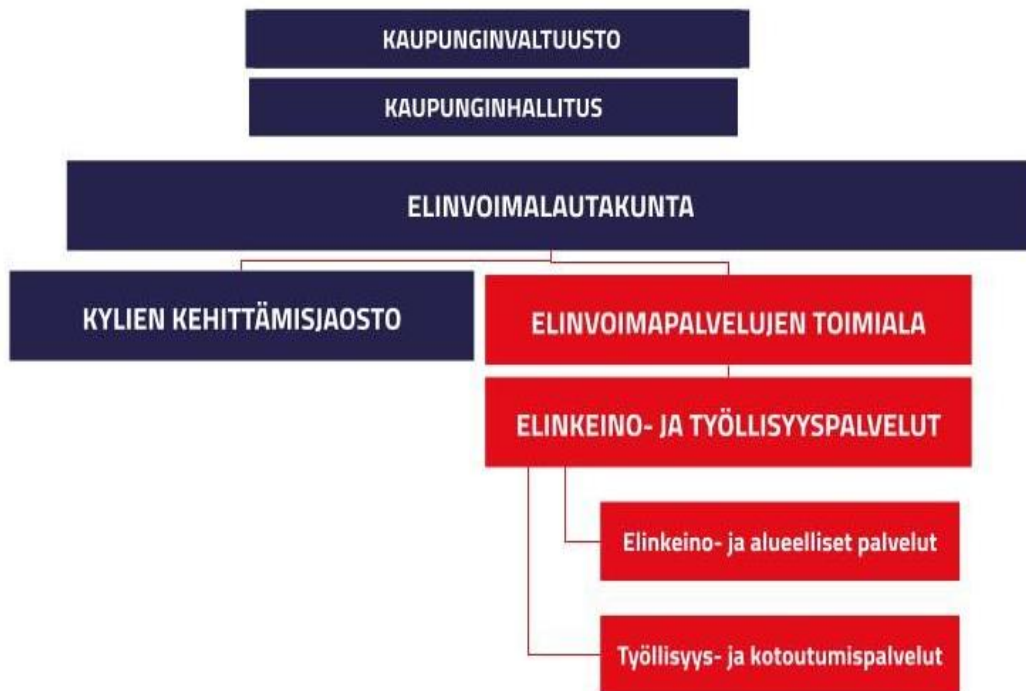 KAUPUNGINVALTUUSTO
KAUPUNGINHALLITUS
ELINVOIMALAUTAKUNTA
KYLIEN KEHITTÄMISJAOSTO
ELINVOIMAPALVELUJEN TOIMIALA
ELINKEINO- JA TYÖLLISYYSPALVELUT
Elinkeino- ja alueelliset palvelut
Työllisyys- ja kotoutumispalvelut